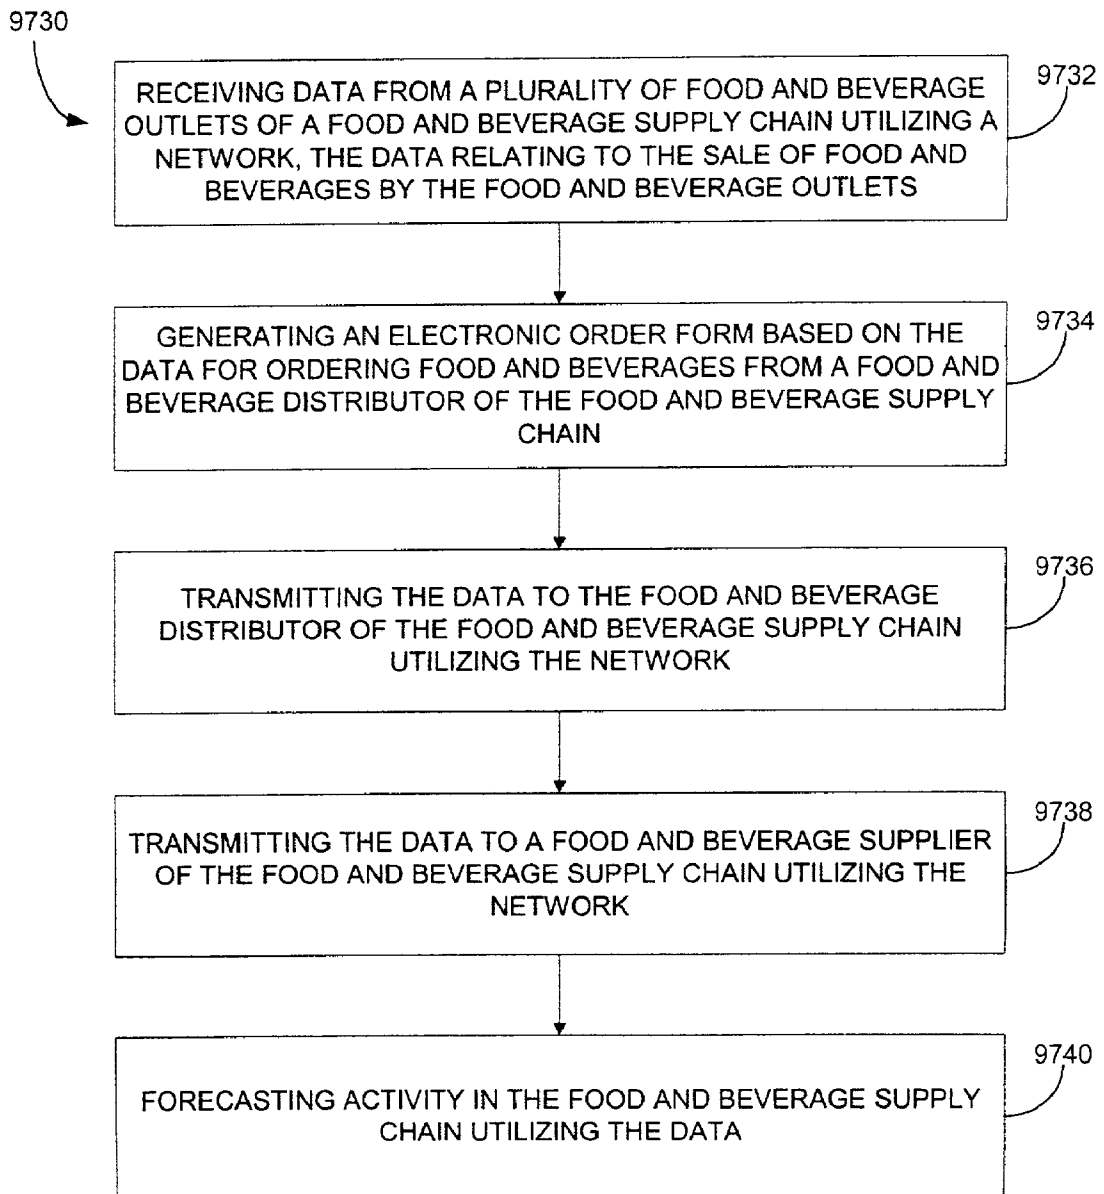 9730
9732
RECEIVING DATA FROM A PLURALITY OF FOOD AND BEVERAGE
OUTLETS OF A FOOD AND BEVERAGE SUPPLY CHAIN UTILIZING A
NETWORK, THE DATA RELATING TO THE SALE OF FOOD AND
BEVERAGES BY THE FOOD AND BEVERAGE OUTLETS
9734
GENERATING AN ELECTRONIC ORDER FORM BASED ON THE
DATA FOR ORDERING FOOD AND BEVERAGES FROM A FOOD AND
BEVERAGE DISTRIBUTOR OF THE FOOD AND BEVERAGE SUPPLY
CHAIN
9736
TRANSMITTING THE DATA TO THE FOOD AND BEVERAGE
DISTRIBUTOR OF THE FOOD AND BEVERAGE SUPPLY CHAIN
UTILIZING THE NETWORK
9738
TRANSMITTING THE DATA TO A FOOD AND BEVERAGE SUPPLIER
OF THE FOOD AND BEVERAGE SUPPLY CHAIN UTILIZING THE
NETWORK
9740
FORECASTING ACTIVITY IN THE FOOD AND BEVERAGE SUPPLY
CHAIN UTILIZING THE DATA